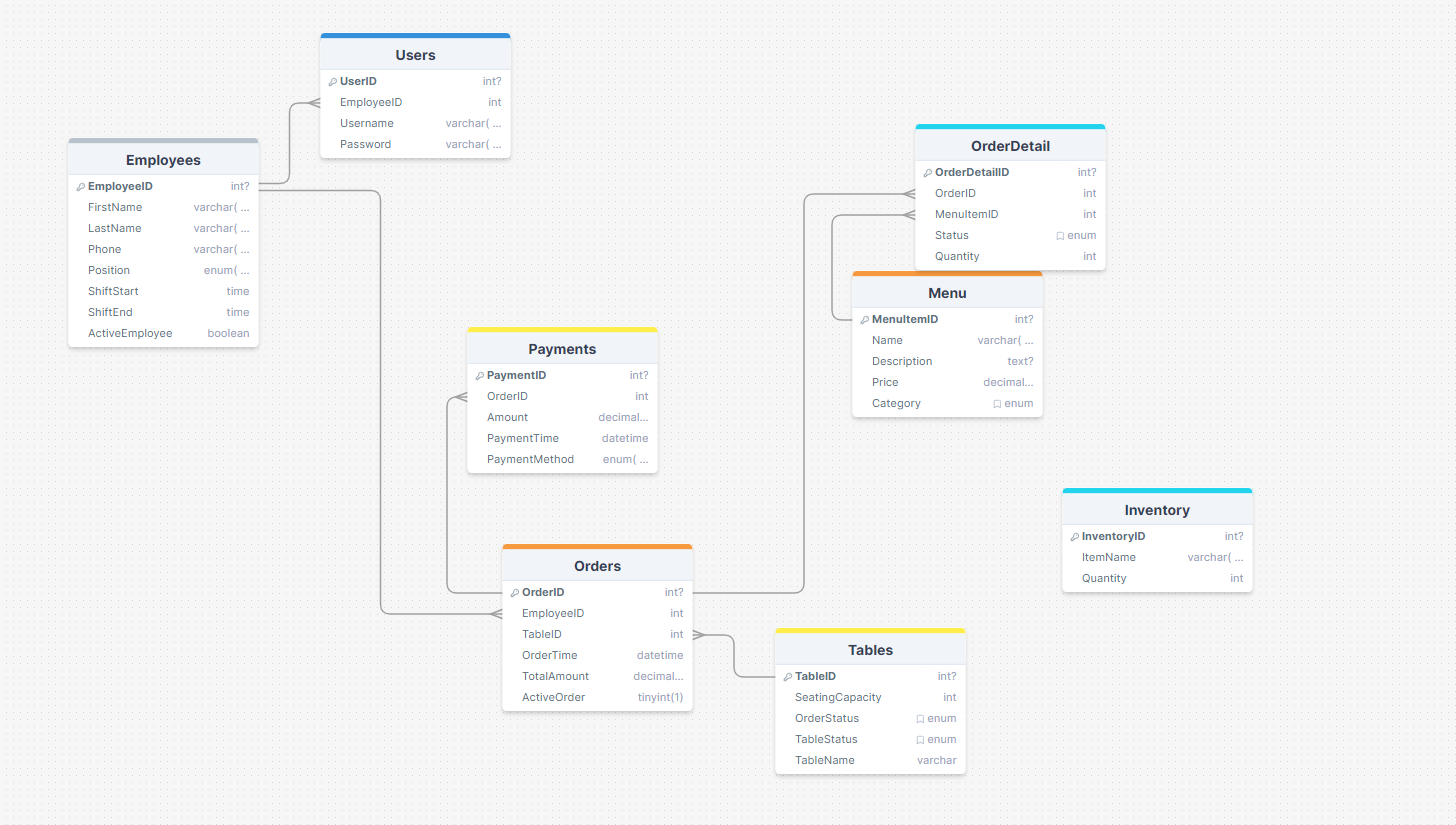 Users
UserID int?
EmployeeID int
Username varchar( ...
Password varchar( ...
Employees
EmployeeID int?
FirstName varchar( ...
LastName varchar( ...
Phone varchar( ...
Position enum( ...
ShiftStart time
ShiftEnd time
ActiveEmployee boolean
OrderDetail
OrderDetailID int?
OrderID int
MenuItemID int
Status enum
Quantity int
Menu
MenuItemID int?
Name varchar( ...
Description text?
Price decimal...
Category enum
Payments
PaymentID int?
OrderID int
Amount decimal...
PaymentTime datetime
PaymentMethod enum( ...
Inventory
InventoryID int?
ItemName varchar( ...
Quantity int
Orders
OrderID int?
EmployeeID int
TableID int
OrderTime datetime
TotalAmount decimal...
ActiveOrder tinyint(1)
Tables
TableID int?
SeatingCapacity int
OrderStatus enum
TableStatus enum
TableName varchar